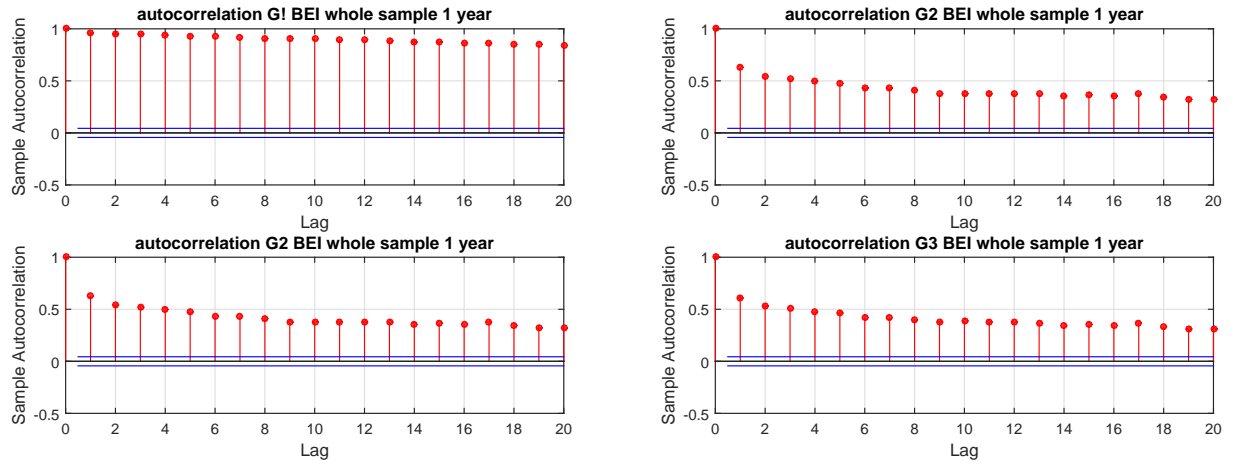 autocorrelation G! BEI whole sample 1 year
Sample Autocorrelation
1
0.5
0
-0.5
0 2 4 6 8 10 12 14 16 18 20
Lag
autocorrelation G2 BEI whole sample 1 year
Sample Autocorrelation
1
0.5
0
-0.5
0 2 4 6 8 10 12 14 16 18 20
Lag
autocorrelation G2 BEI whole sample 1 year
Sample Autocorrelation
1
0.5
0
-0.5
0 2 4 6 8 10 12 14 16 18 20
Lag
autocorrelation G3 BEI whole sample 1 year
Sample Autocorrelation
1
0.5
0
-0.5
0 2 4 6 8 10 12 14 16 18 20
Lag